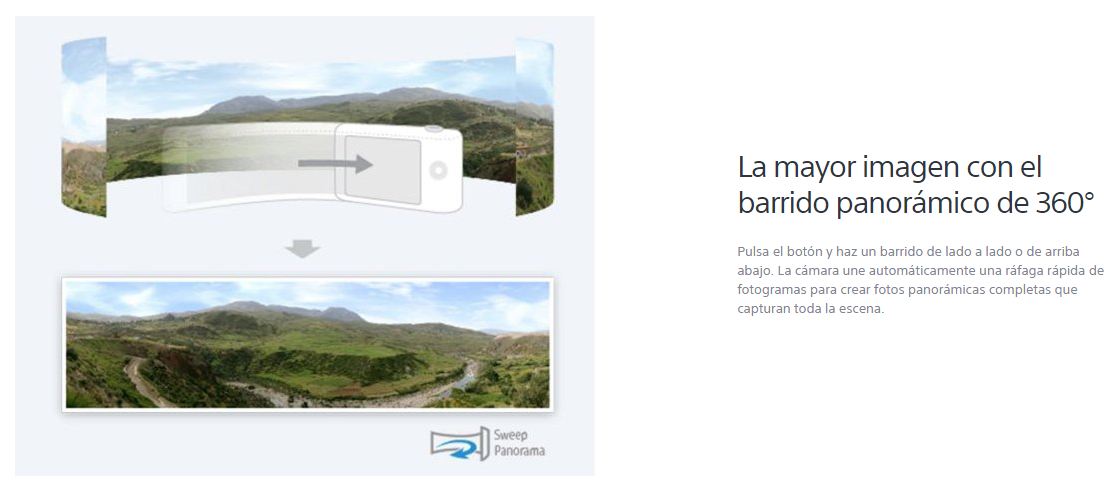 La mayor imagen con el
barrido panorámico de 360°
Pulsa el botón y haz un barrido de lado a lado o de arriba
abajo. La cámara une automáticamente una ráfaga rápida de
fotogramas para crear fotos panorámicas completas que
capturan toda la escena.
Sweep
Panorama